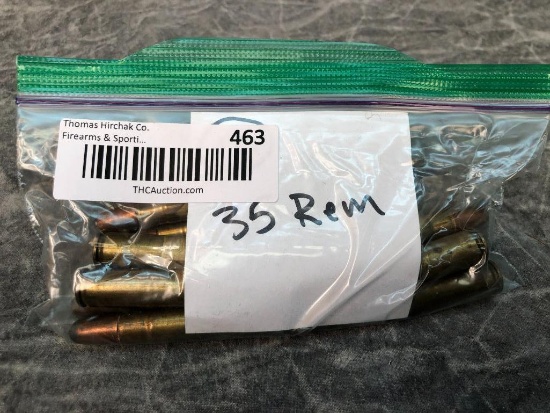 Thomas Hirchak Co.
Firearms & Sporti...
463
THCAuction.com
35 Rem